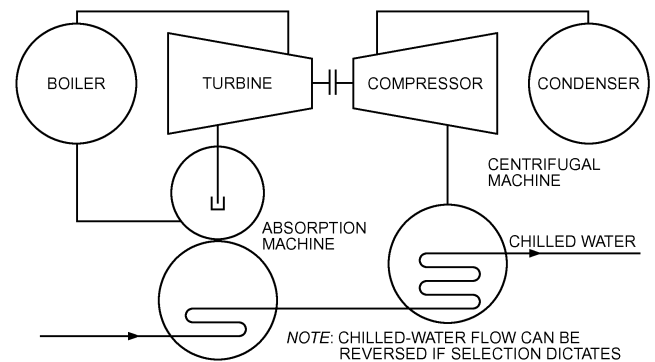 BOILER
TURBINE
COMPRESSOR
CONDENSER
CENTRIFUGAL
MACHINE
ABSORPTION
MACHINE
CHILLED WATER
NOTE: CHILLED-WATER FLOW CAN BE
REVERSED IF SELECTION DICTATES